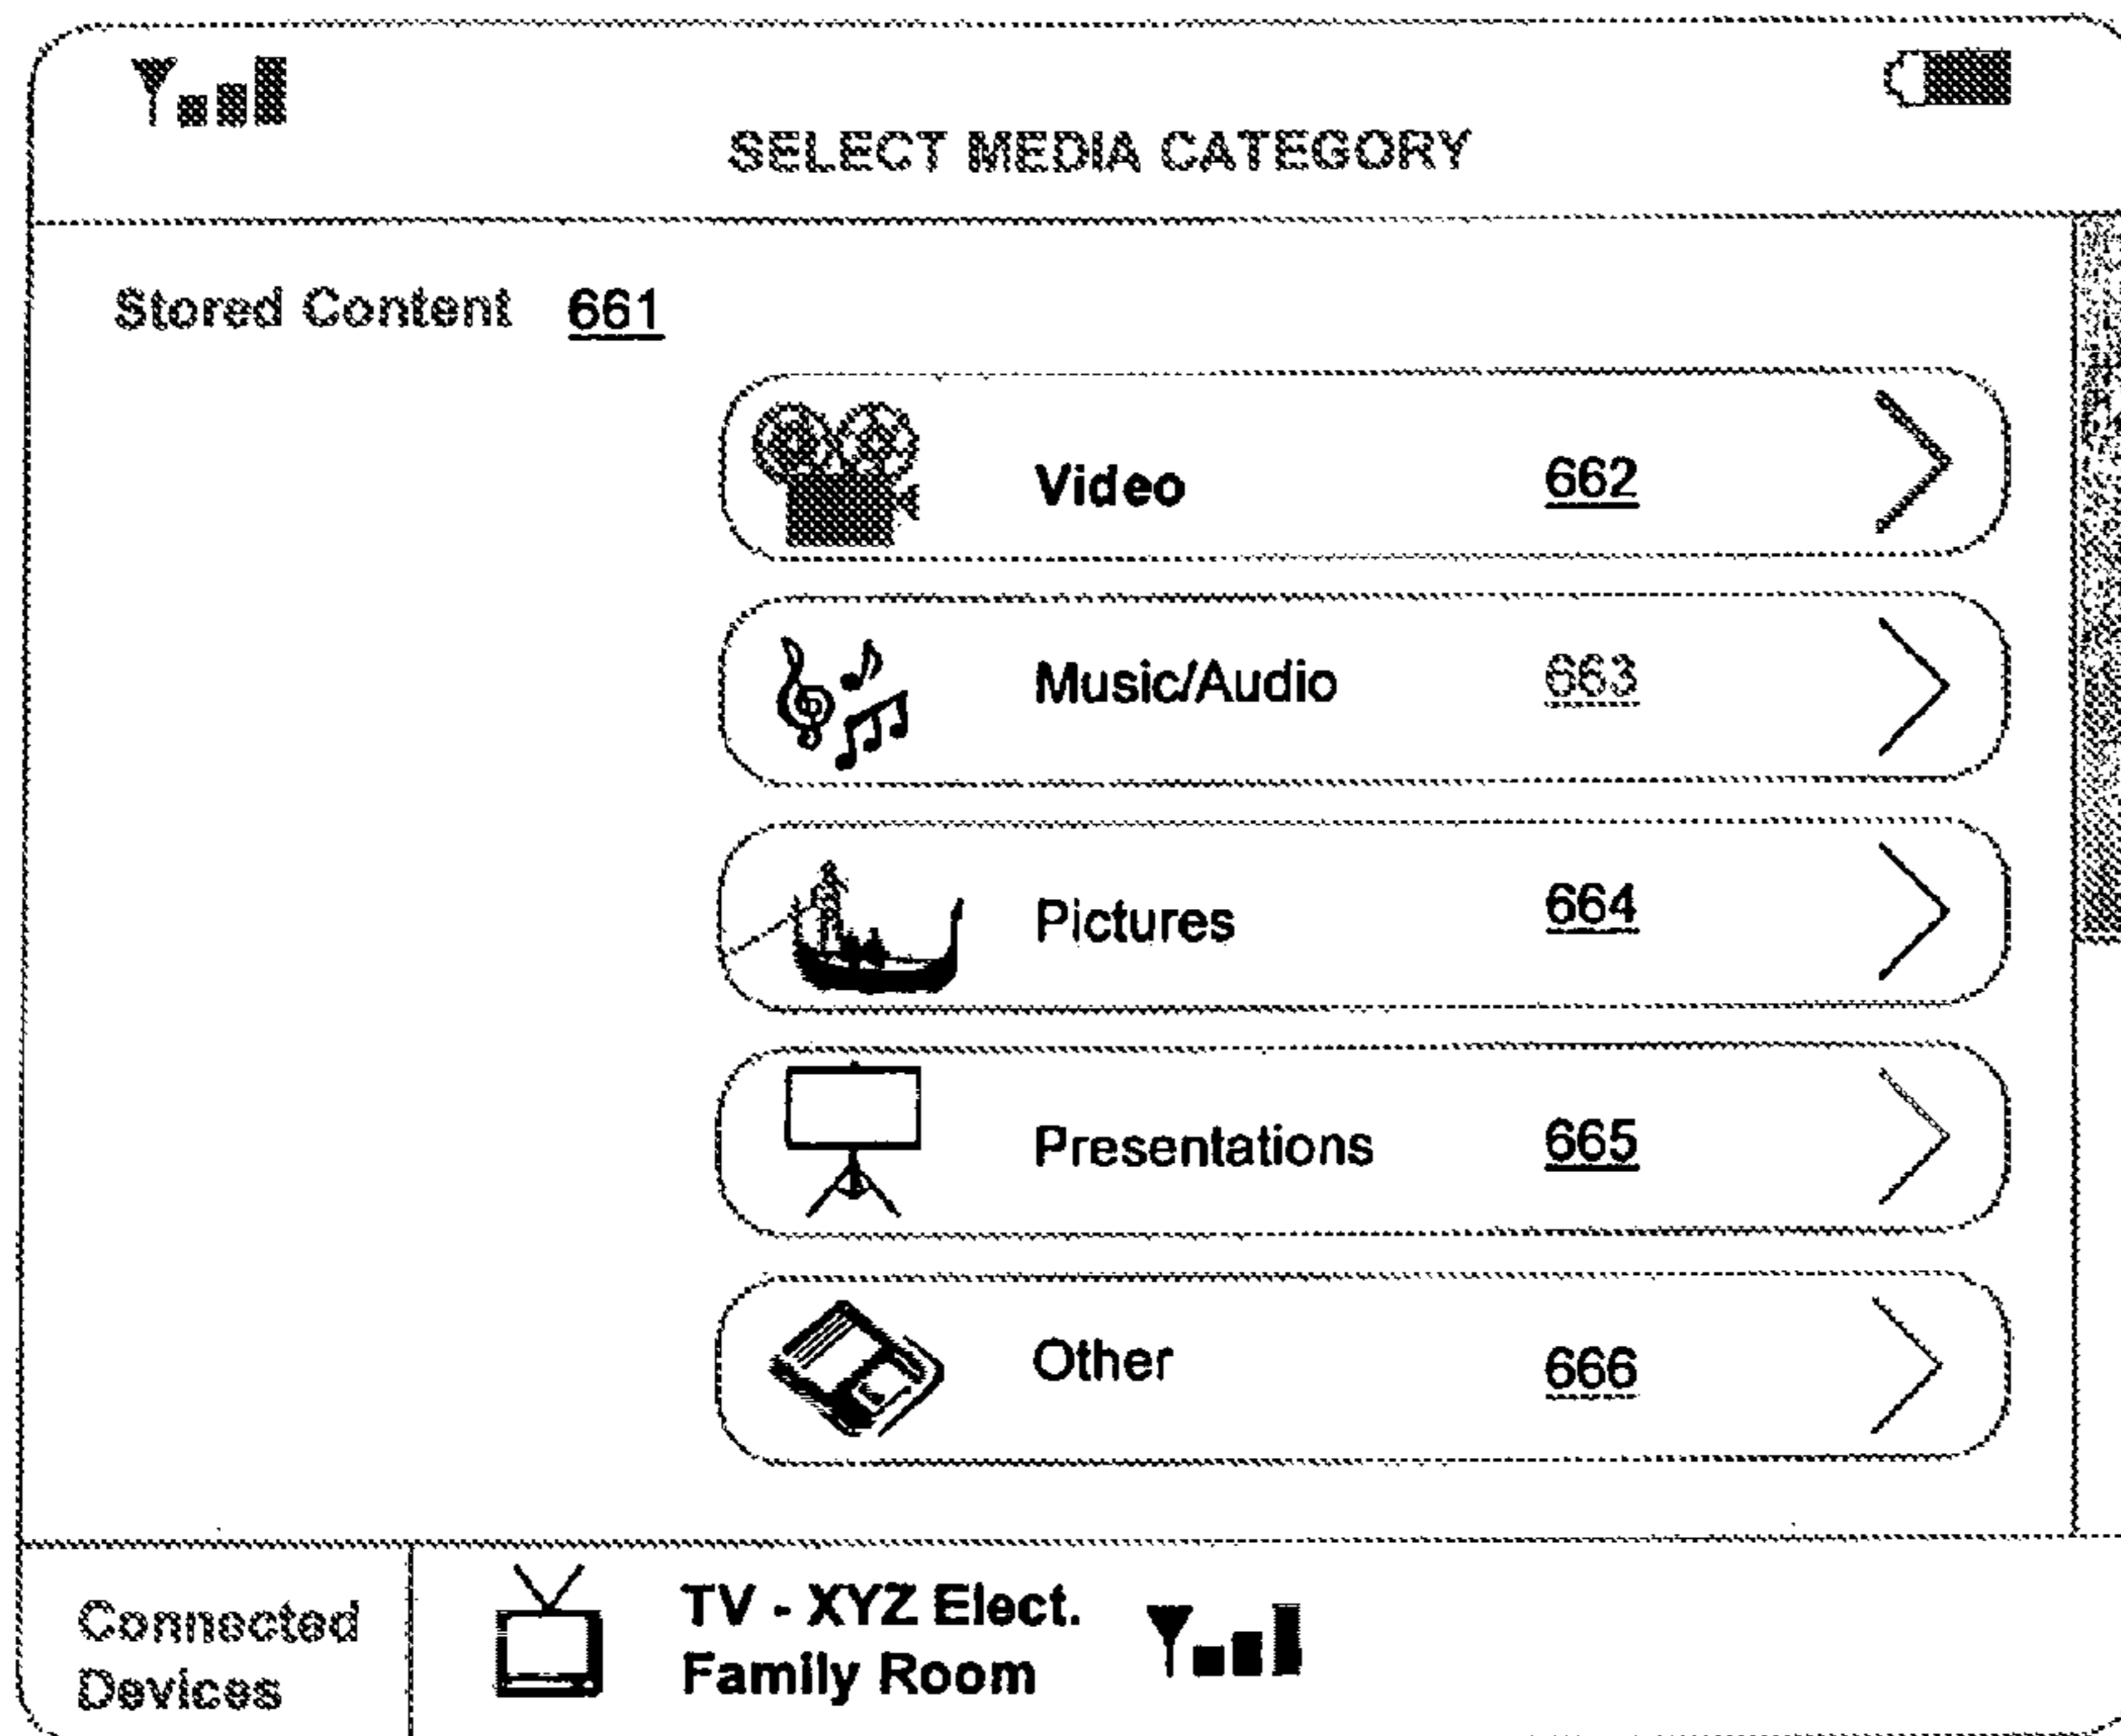 SELECT MEDIA CATEGORY
Stored Content 661
Video 662
Music/Audio 663
Pictures 664
Presentations 665
Other 666
Connected
Devices
TV - XYZ Elect.
Family Room